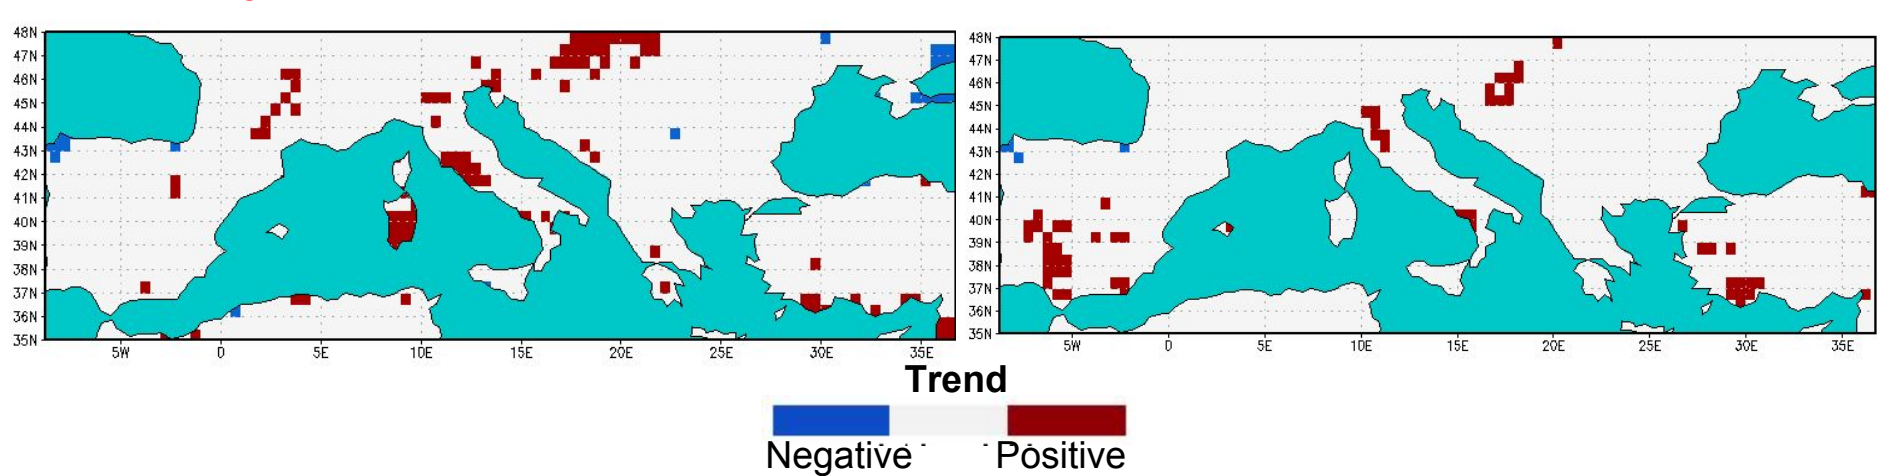 48N
47N
46N
45N
44N
43N
42N
41N
40N
39N
38N
37N
36N
35N
5W 0 5E 10E 15E 20E 25E 30E 35E
48N
47N
46N
45N
44N
43N
42N
41N
40N
39N
38N
37N
36N
35N
5W 0 5E 10E 15E 20E 25E 30E 35E
Trend
Negative Positive